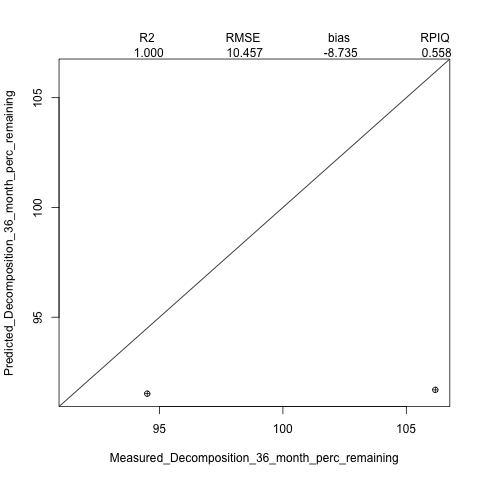 R2 RMSE bias RPIQ
1.000 10.457 -8.735 0.558
Predicted_Decomposition_36_month_perc_remaining
105
100
95
95 100 105
Measured_Decomposition_36_month_perc_remaining